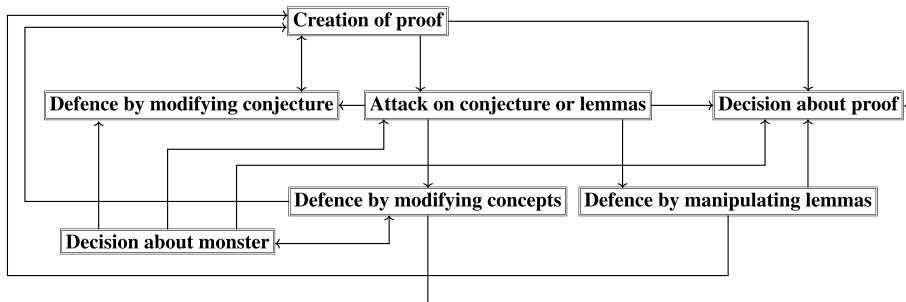 Creation of proof
Defence by modifying conjecture
Attack on conjecture or lemmas
Decision about proof
Defence by modifying concepts
Defence by manipulating lemmas
Decision about monster